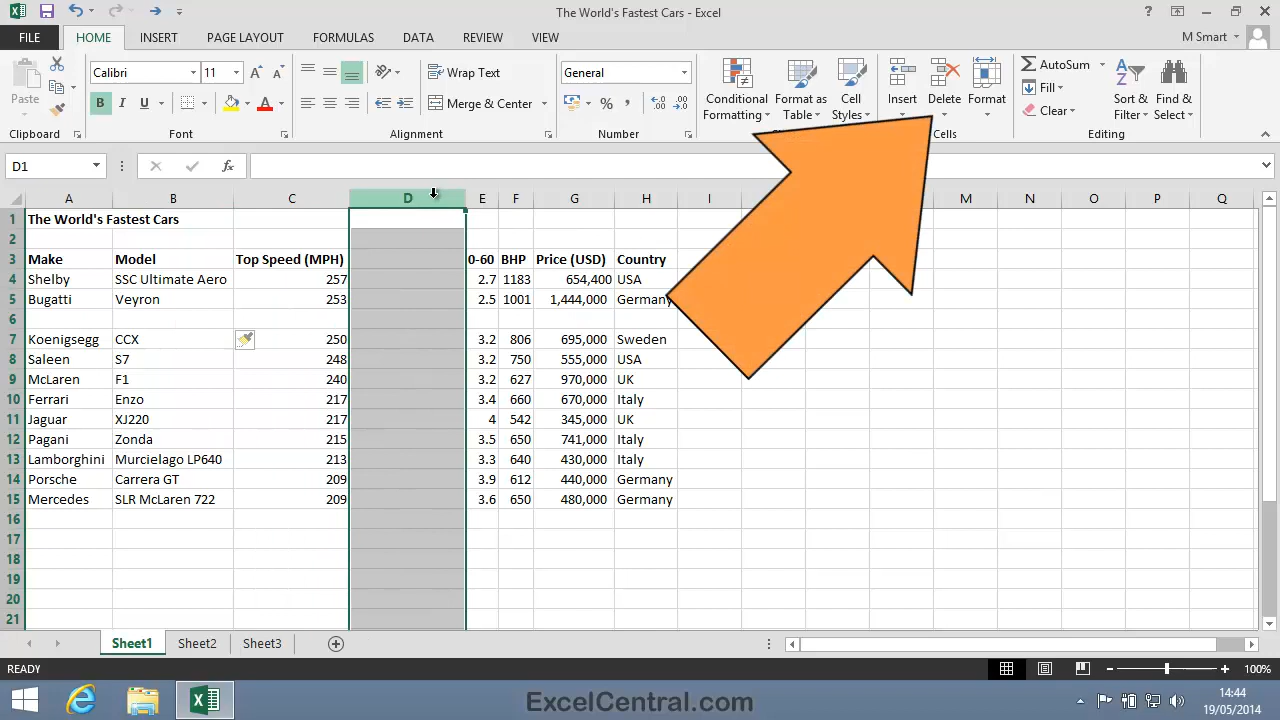 The World's Fastest Cars - Excel
?
FILE HOME INSERT PAGE LAYOUT FORMULAS DATA REVIEW VIEW M Smart
Paste
Clipboard
Calibri 11
B I U
A
Font
Wrap Text
Merge & Center
Alignment
General
% , .0 .00
Number
Conditional Formatting
Format as Table
Cell Styles
Insert Delete Format
Cells
AutoSum
Fill
Clear
Sort & Filter
Find & Select
Editing
D1 fx
A B C D E F G H I M N O P Q
1 The World's Fastest Cars
2
3 Make Model Top Speed (MPH) 0-60 BHP Price (USD) Country
4 Shelby SSC Ultimate Aero 257 2.7 1183 654,400 USA
5 Bugatti Veyron 253 2.5 1001 1,444,000 Germany
6
7 Koenigsegg CCX 250 3.2 806 695,000 Sweden
8 Saleen S7 248 3.2 750 555,000 USA
9 McLaren F1 240 3.2 627 970,000 UK
10 Ferrari Enzo 217 3.4 660 670,000 Italy
11 Jaguar XJ220 217 4 542 345,000 UK
12 Pagani Zonda 215 3.5 650 741,000 Italy
13 Lamborghini Murcielago LP640 213 3.3 640 430,000 Italy
14 Porsche Carrera GT 209 3.9 612 440,000 Germany
15 Mercedes SLR McLaren 722 209 3.6 650 480,000 Germany
16
17
18
19
20
21
Sheet1 Sheet2 Sheet3
READY 100%
ExcelCentral.com
14:44
19/05/2014